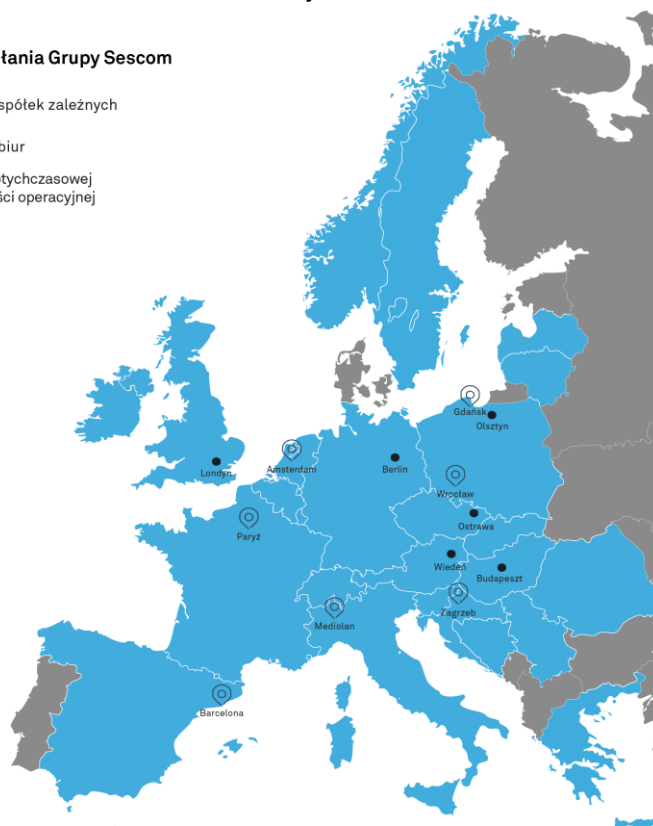 łania Grupy Sescom
spółek zależnych
biur
tychczasowej
ści operacyjnej
Gdańsk
Olsztyn
Londyn
Amsterdam
Berlin
Wrocław
Ostrawa
Paryż
Wiedeń
Budapeszt
Zagrzeb
Mediolan
Barcelona